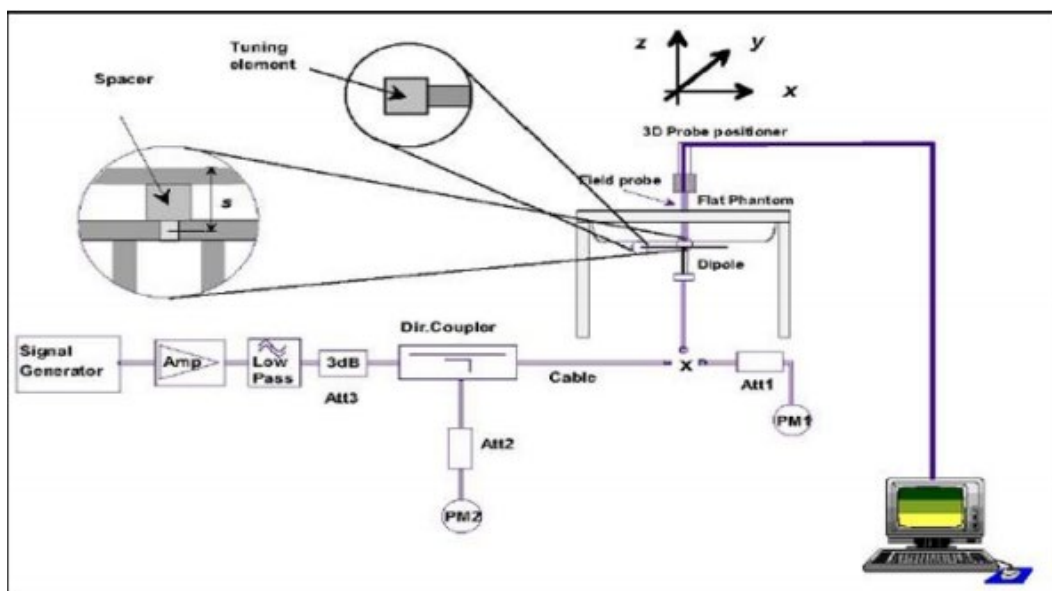 Tuning
element
Spacer
s
z
y
x
3D Probe positioner
Field probe
Flat Phantom
Dipole
Signal
Generator
Amp
Low
Pass
3dB
Att3
Dir.Coupler
Cable
x
Att1
PM1
Att2
PM2